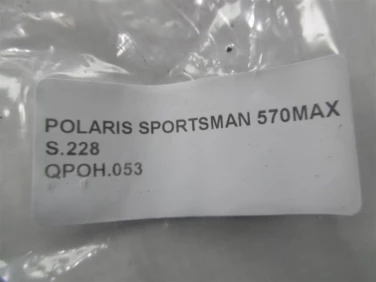 POLARIS SPORTSMAN 570MAX
S.228
QPOH.053